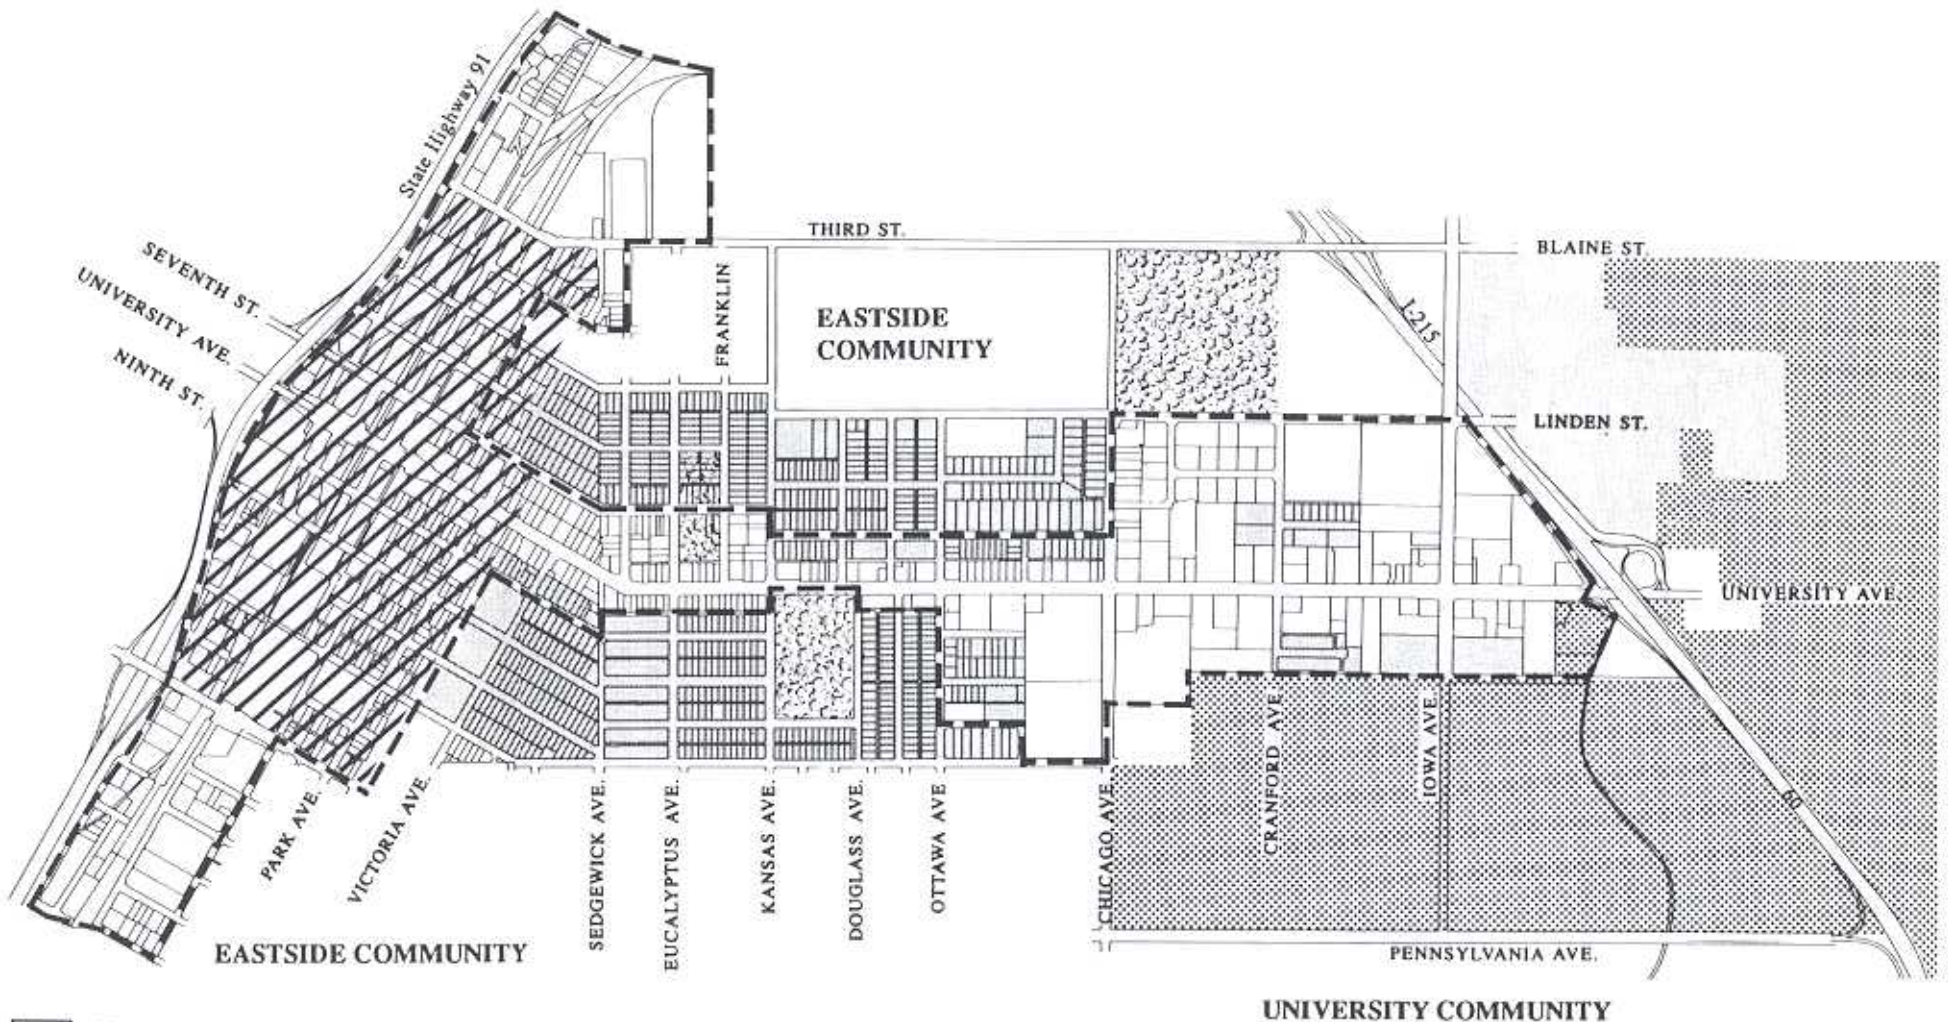 State Highway 91
THIRD ST.
BLAINE ST.
SEVENTH ST.
UNIVERSITY AVE.
NINTH ST.
FRANKLIN
EASTSIDE
COMMUNITY
I-215
LINDEN ST.
UNIVERSITY AVE.
PARK AVE.
VICTORIA AVE.
SEDGEWICK AVE.
EUCALYPTUS AVE.
KANSAS AVE.
DOUGLASS AVE.
OTTAWA AVE
CHICAGO AVE
CRANFORD AVE
IOWA AVE
60
EASTSIDE COMMUNITY
PENNSYLVANIA AVE.
UNIVERSITY COMMUNITY